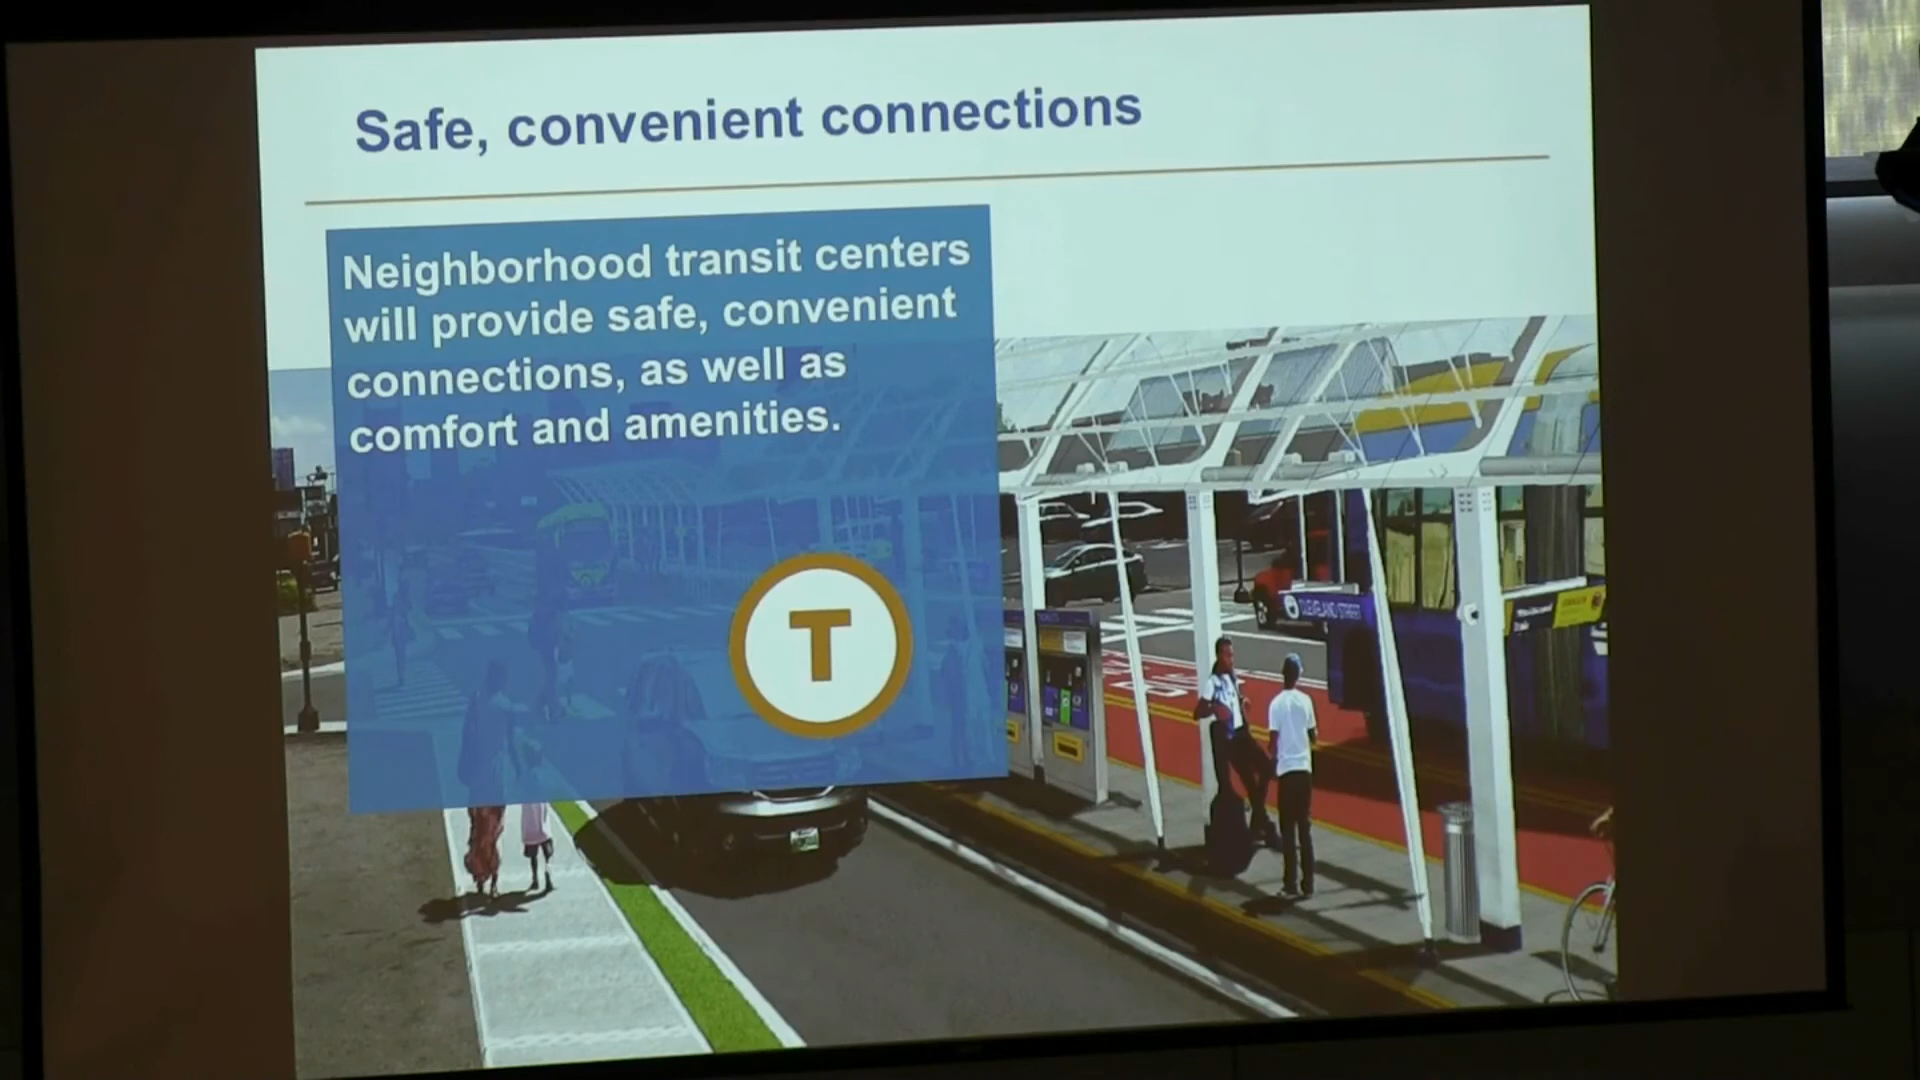 Safe, convenient connections
Neighborhood transit centers
will provide safe, convenient
connections, as well as
comfort and amenities.
T
CLEVELAND STREET